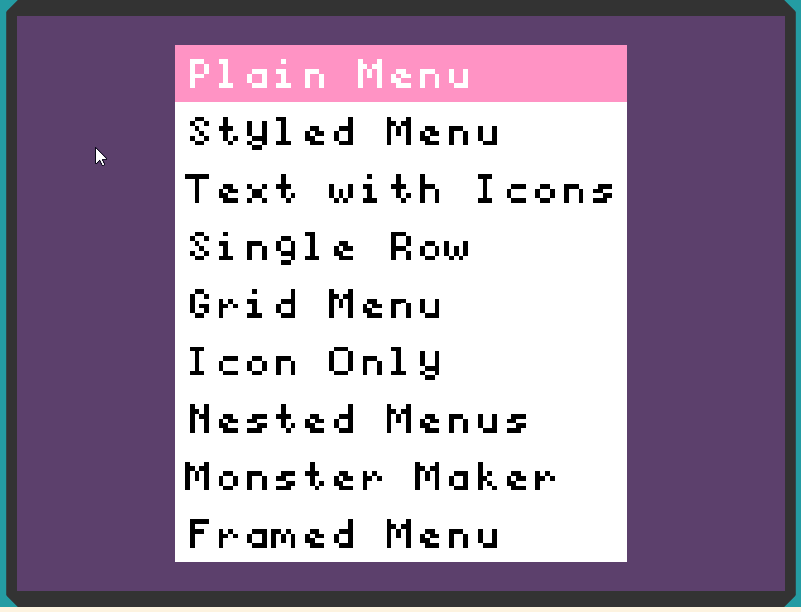 Plain Menu
Styled Menu
Text with Icons
Single Row
Grid Menu
Icon Only
Nested Menus
Monster Maker
Framed Menu